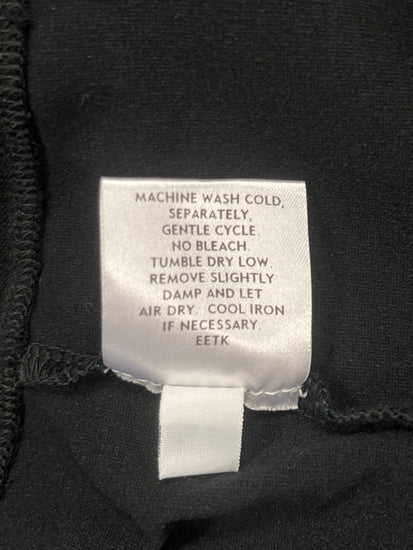 MACHINE WASH COLD,
SEPARATELY,
GENTLE CYCLE.
NO BLEACH.
TUMBLE DRY LOW.
REMOVE SLIGHTLY
DAMP AND LET
AIR DRY. COOL IRON
IF NECESSARY.
EETK